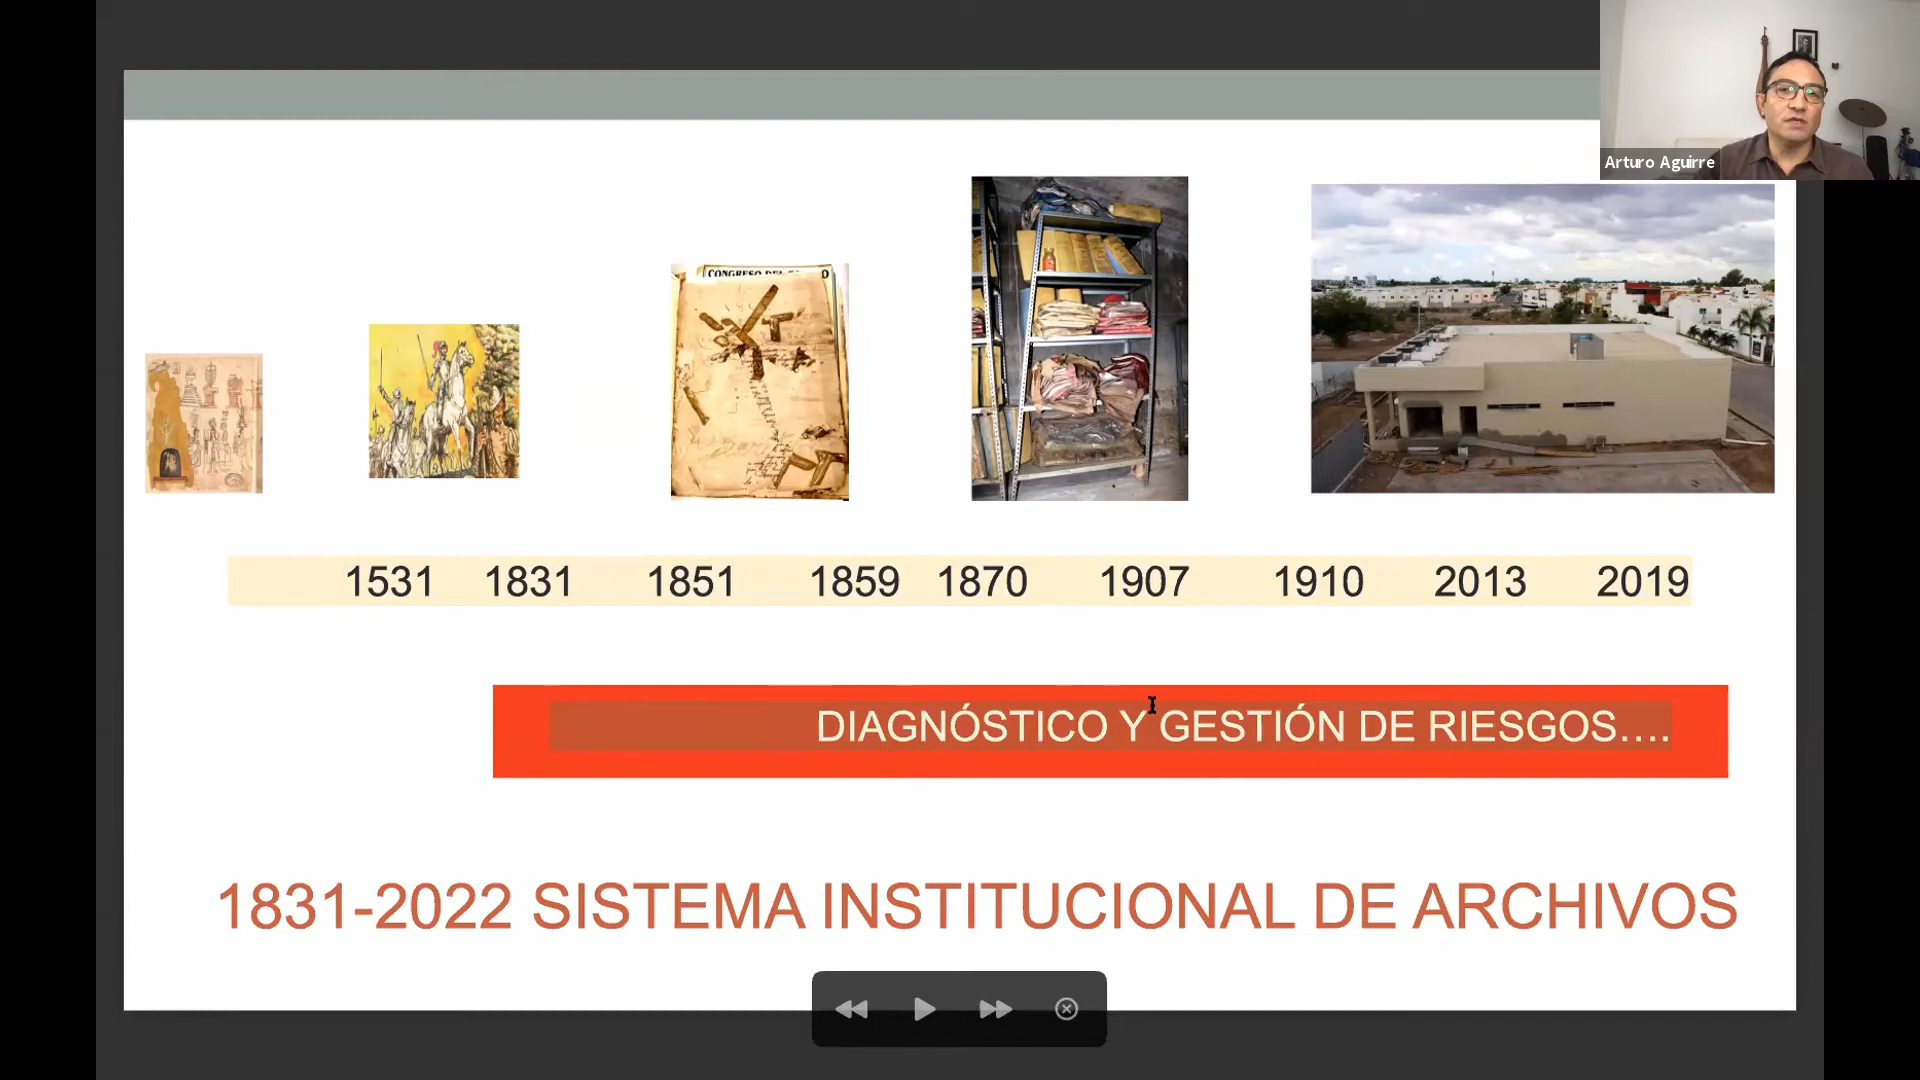 Arturo Aguirre
CONGRESO DEL
1531 1831 1851 1859 1870 1907 1910 2013 2019
DIAGNÓSTICO Y GESTIÓN DE RIESGOS....
1831-2022 SISTEMA INSTITUCIONAL DE ARCHIVOS